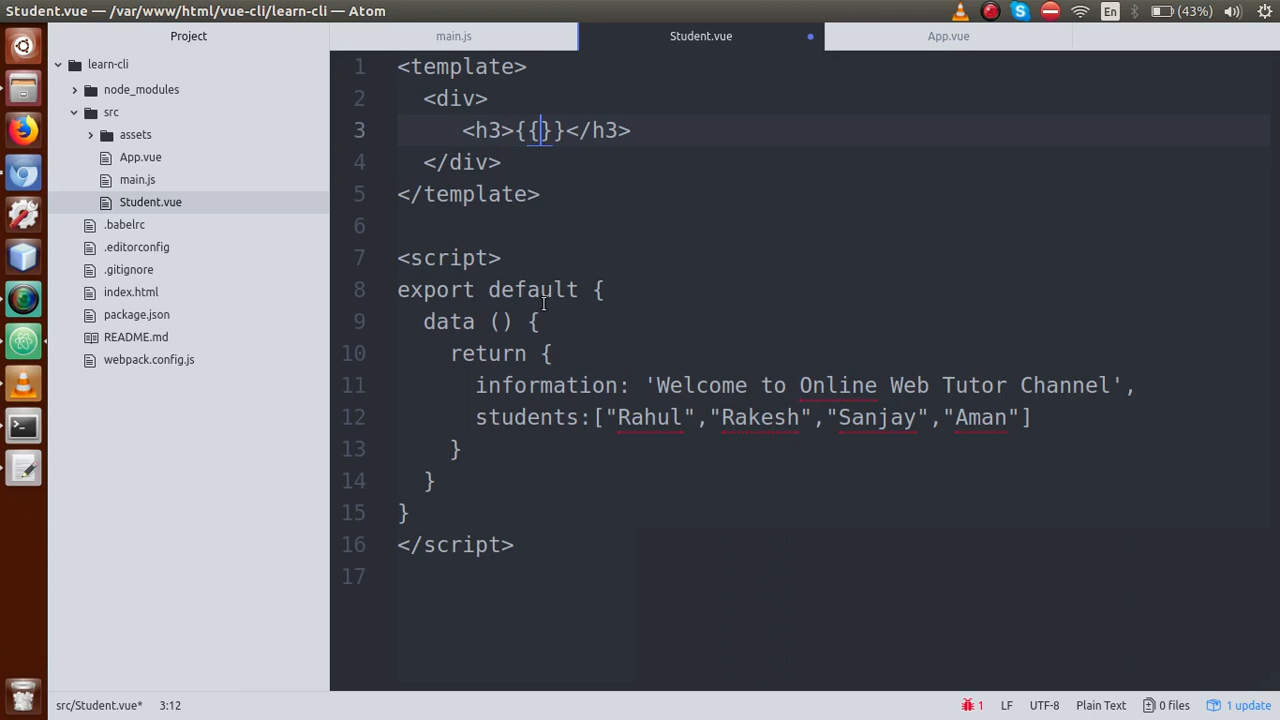 Student.vue — /var/www/html/vue-cli/learn-cli — Atom
En
(43%)
Project
main.js
Student.vue
App.vue
learn-cli
node_modules
src
assets
App.vue
main.js
Student.vue
.babelrc
.editorconfig
.gitignore
index.html
package.json
README.md
webpack.config.js
1 <template>
2 <div>
3 <h3>{{}}</h3>
4 </div>
5 </template>
6
7 <script>
8 export default {
9 data () {
10 return {
11 information: 'Welcome to Online Web Tutor Channel',
12 students:["Rahul","Rakesh","Sanjay","Aman"]
13 }
14 }
15 }
16 </script>
17
src/Student.vue* 3:12 1 LF UTF-8 Plain Text 0 files 1 update